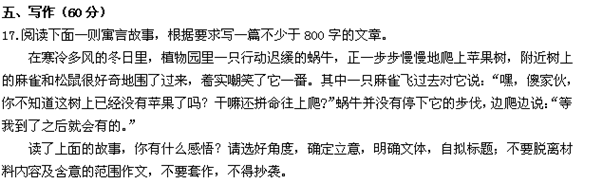 五、写作（60分）
17.阅读下面一则寓言故事，根据要求写一篇不少于800字的文章。
在寒冷多风的冬日里，植物园里一只行动迟缓的蜗牛，正一步步慢慢地爬上苹果树，附近树上
的麻雀和松鼠很好奇地围了过来，着实嘲笑了它一番。其中一只麻雀飞过去对它说：“嘿，傻家伙，
你不知道这树上已经没有苹果了吗？干嘛还拼命往上爬?”蜗牛并没有停下它的步伐，边爬边说：“等
我到了之后就会有的。”
读了上面的故事，你有什么感悟？请选好角度，确定立意，明确文体，自拟标题；不要脱离材
料内容及含意的范围作文，不要套作，不得抄袭。